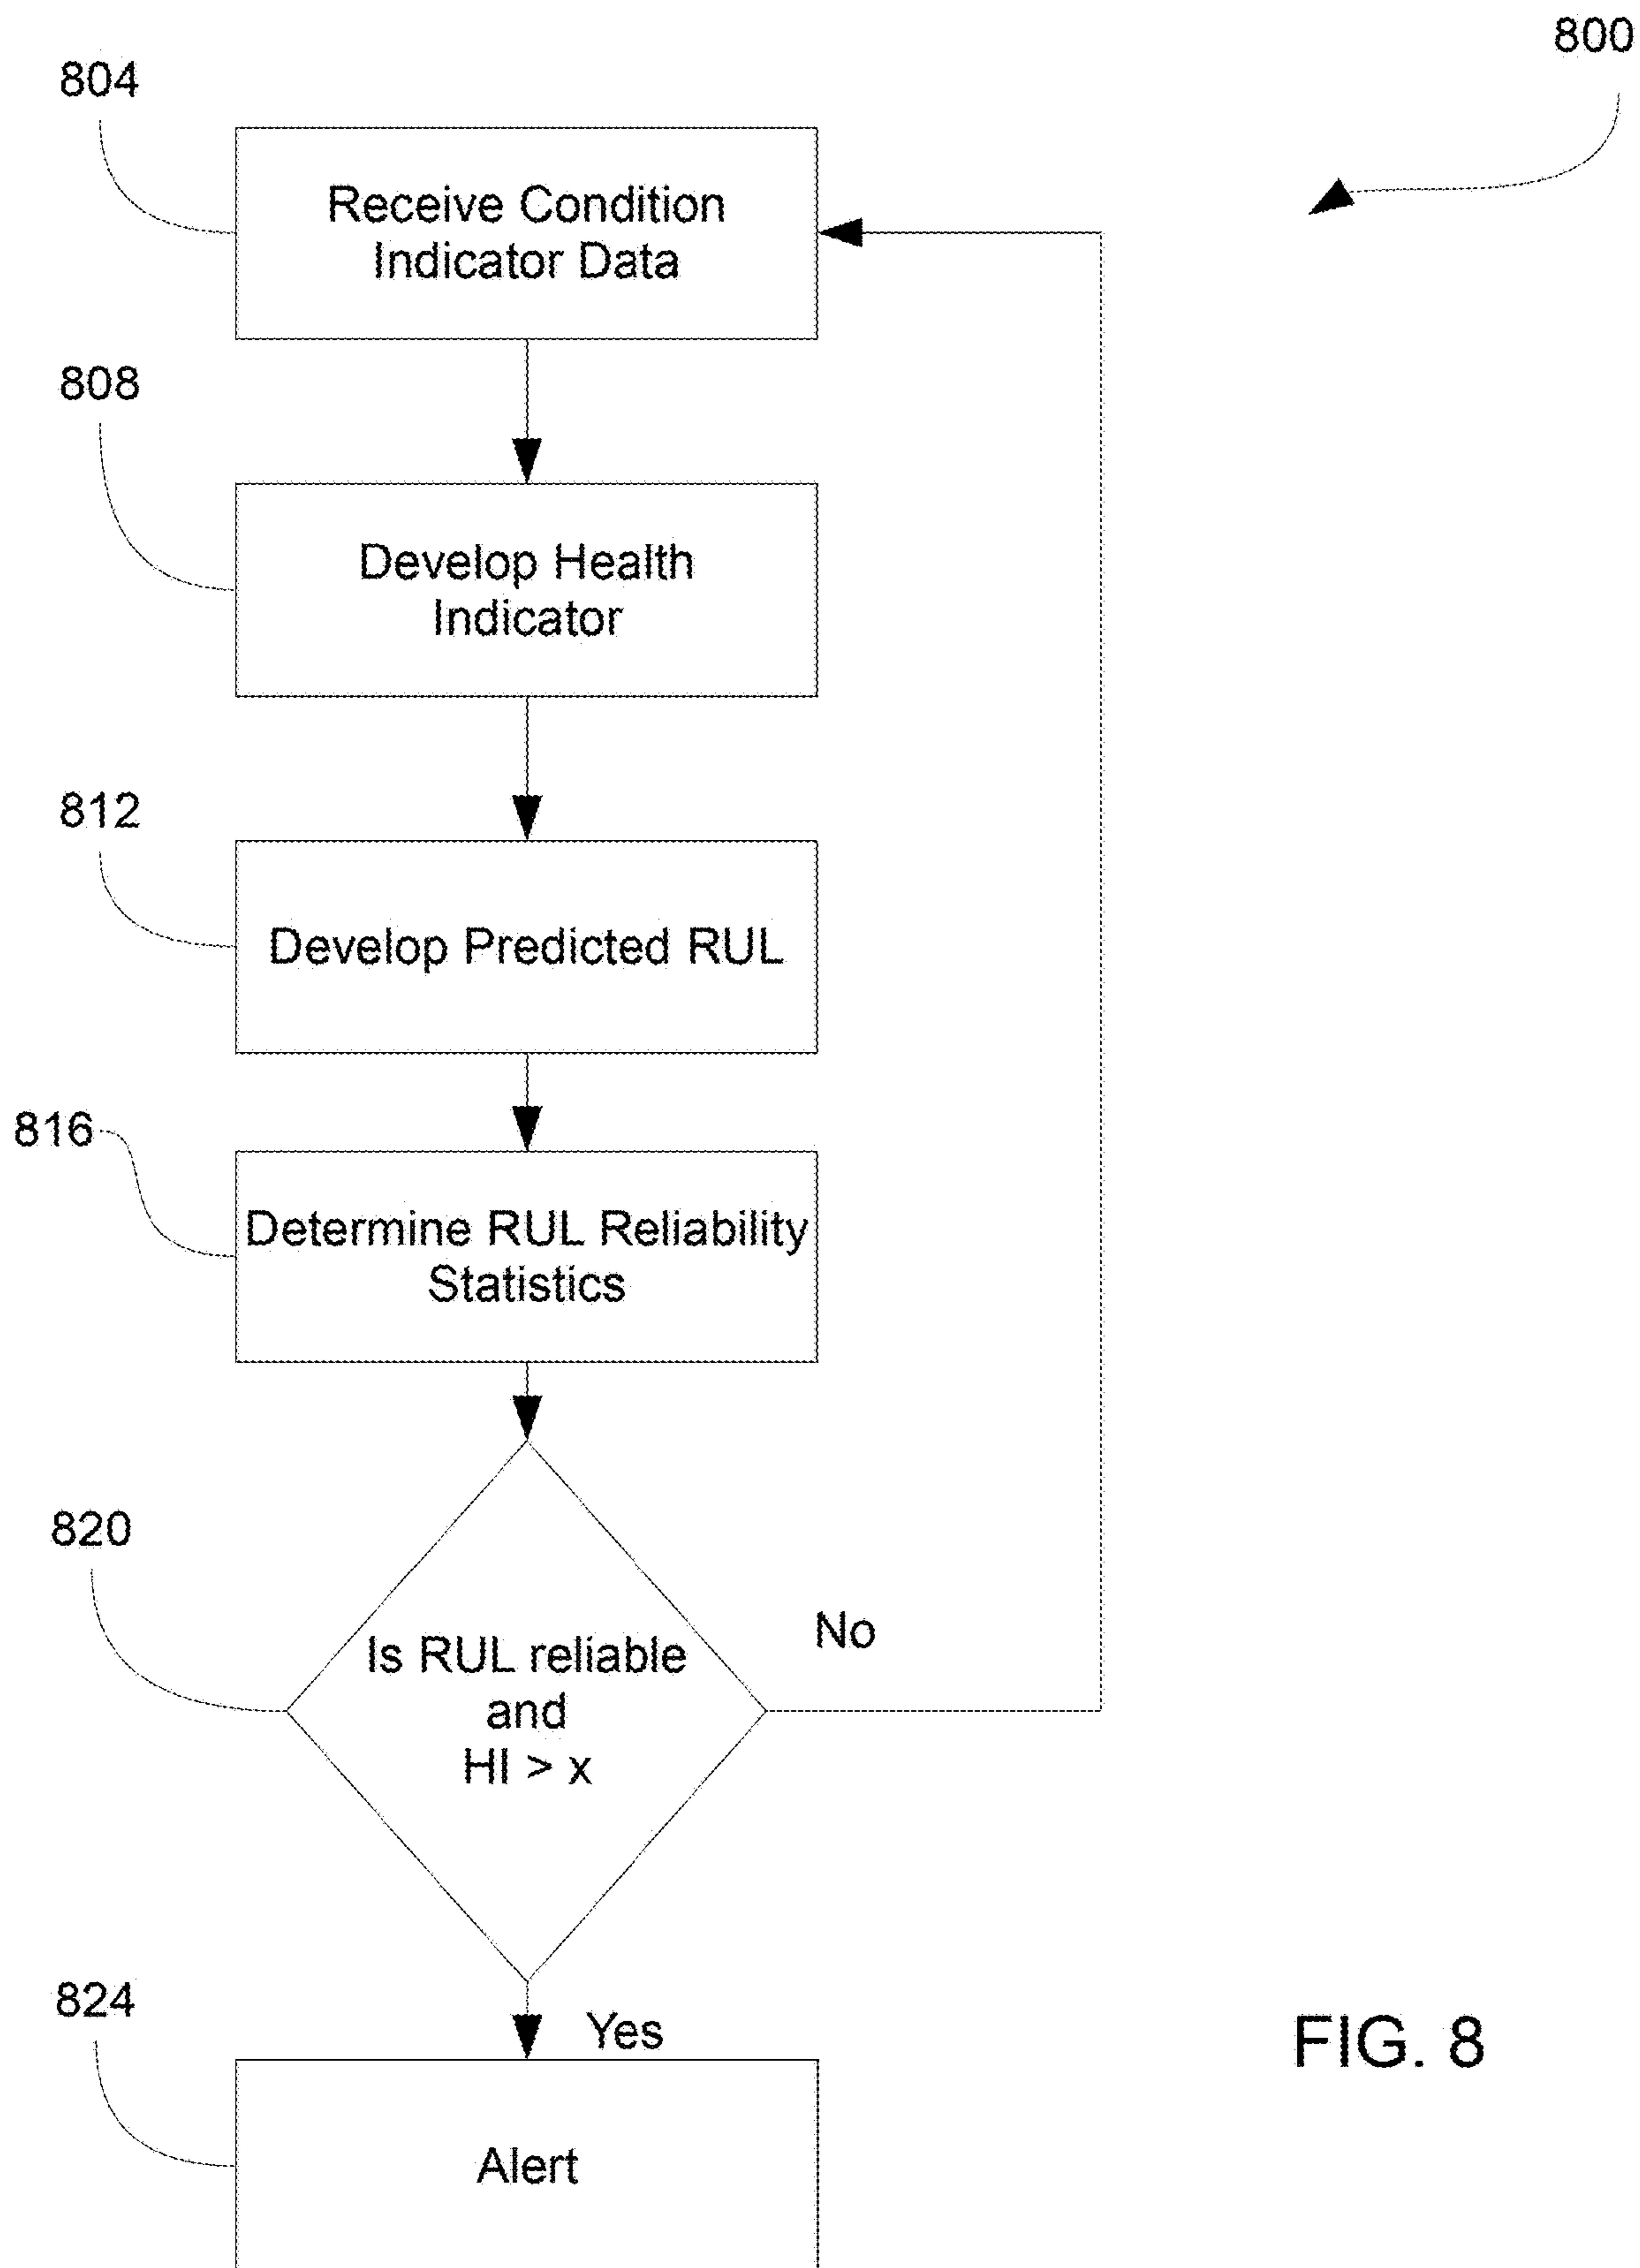 800
804
Receive Condition
Indicator Data
808
Develop Health
Indicator
812
Develop Predicted RUL
816
Determine RUL Reliability
Statistics
820
Is RUL reliable
and
HI > x
No
Yes
824
Alert
FIG. 8